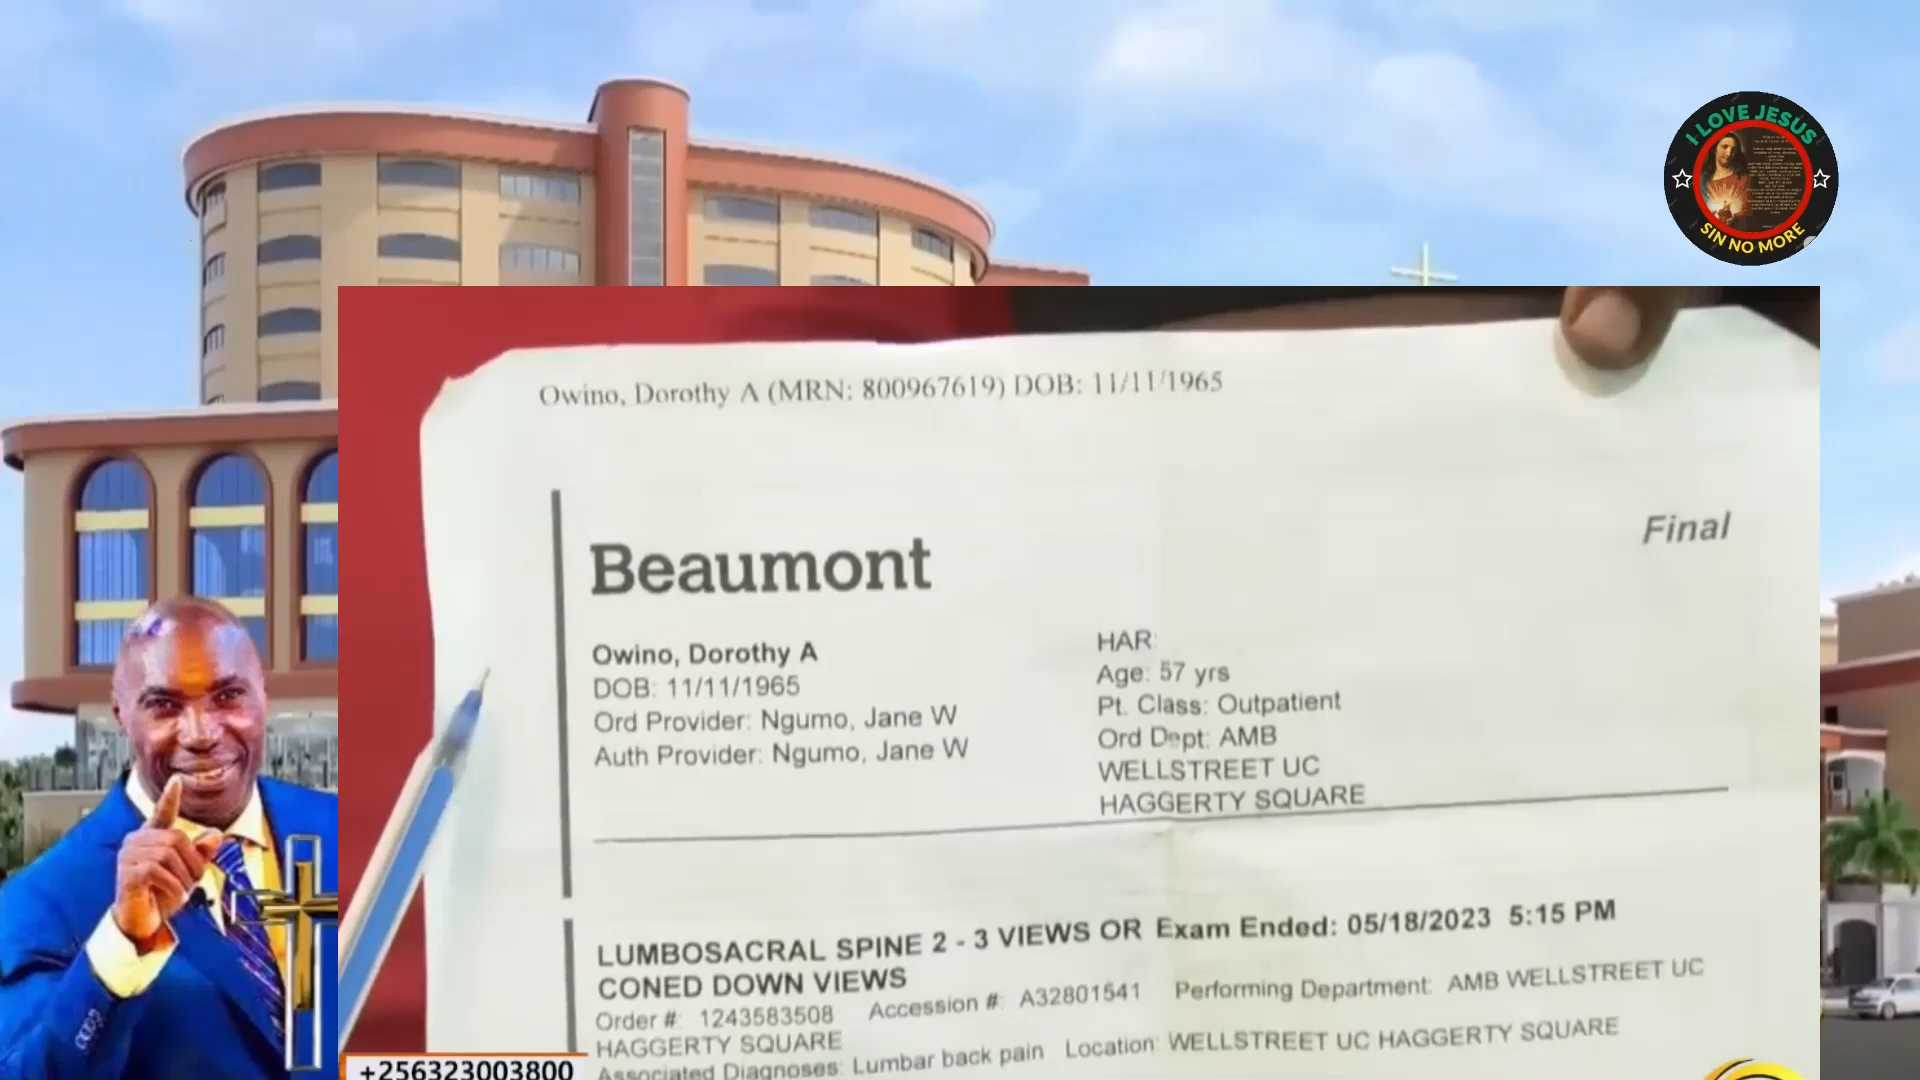 I LOVE JESUS
SIN NO MORE
Owino, Dorothy A (MRN: 800967619) DOB: 11/11/1965
Final
Beaumont
Owino, Dorothy A
DOB: 11/11/1965
Ord Provider: Ngumo, Jane W
Auth Provider: Ngumo, Jane W
HAR:
Age: 57 yrs
Pt. Class: Outpatient
Ord Dept: AMB
WELLSTREET UC
HAGGERTY SQUARE
LUMBOSACRAL SPINE 2 - 3 VIEWS OR Exam Ended: 05/18/2023 5:15 PM
CONED DOWN VIEWS
Order #: 1243583508 Accession #: A32801541 Performing Department: AMB WELLSTREET UC
HAGGERTY SQUARE
Associated Diagnoses: Lumbar back pain Location: WELLSTREET UC HAGGERTY SQUARE
+256323003800